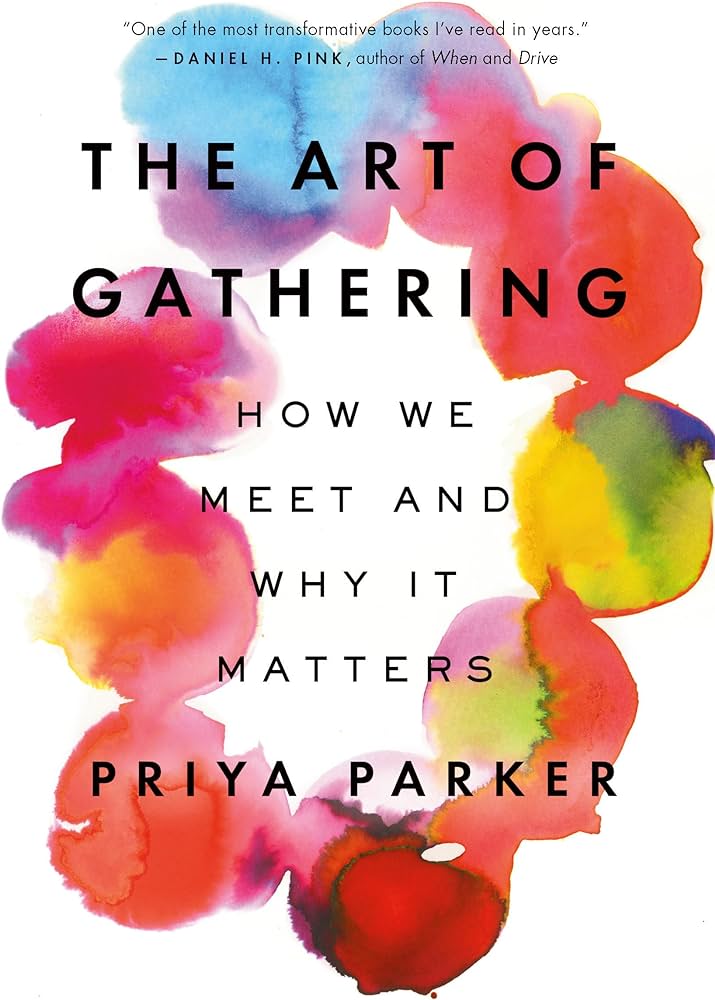 “One of the most transformative books I’ve read in years.”
—DANIEL H. PINK, author of When and Drive
THE ART OF
GATHERING
HOW WE
MEET AND
WHY IT
MATTERS
PRIYA PARKER